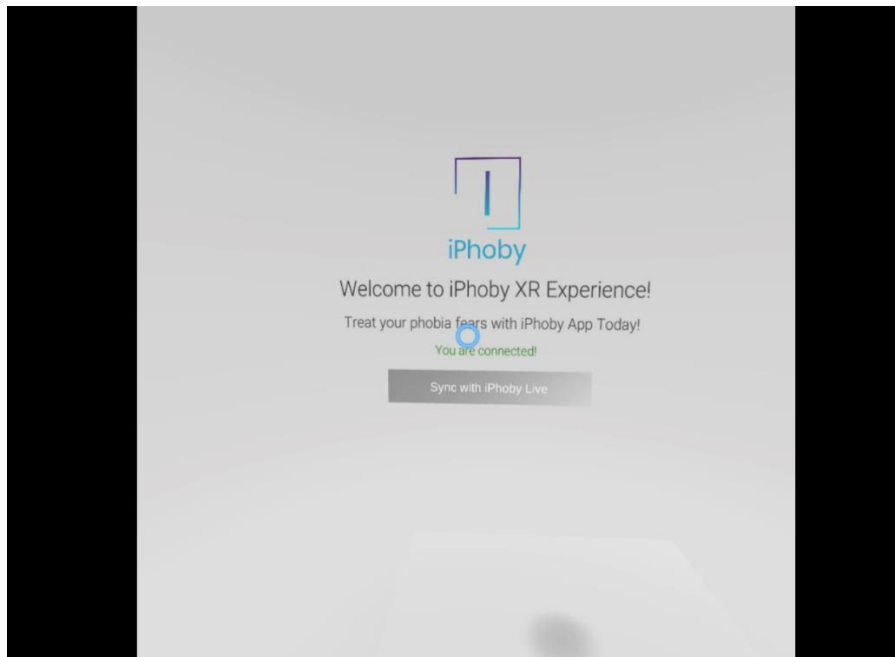 iPhoby
Welcome to iPhoby XR Experience!
Treat your phobia fears with iPhoby App Today!
You are connected!
Sync with iPhoby Live